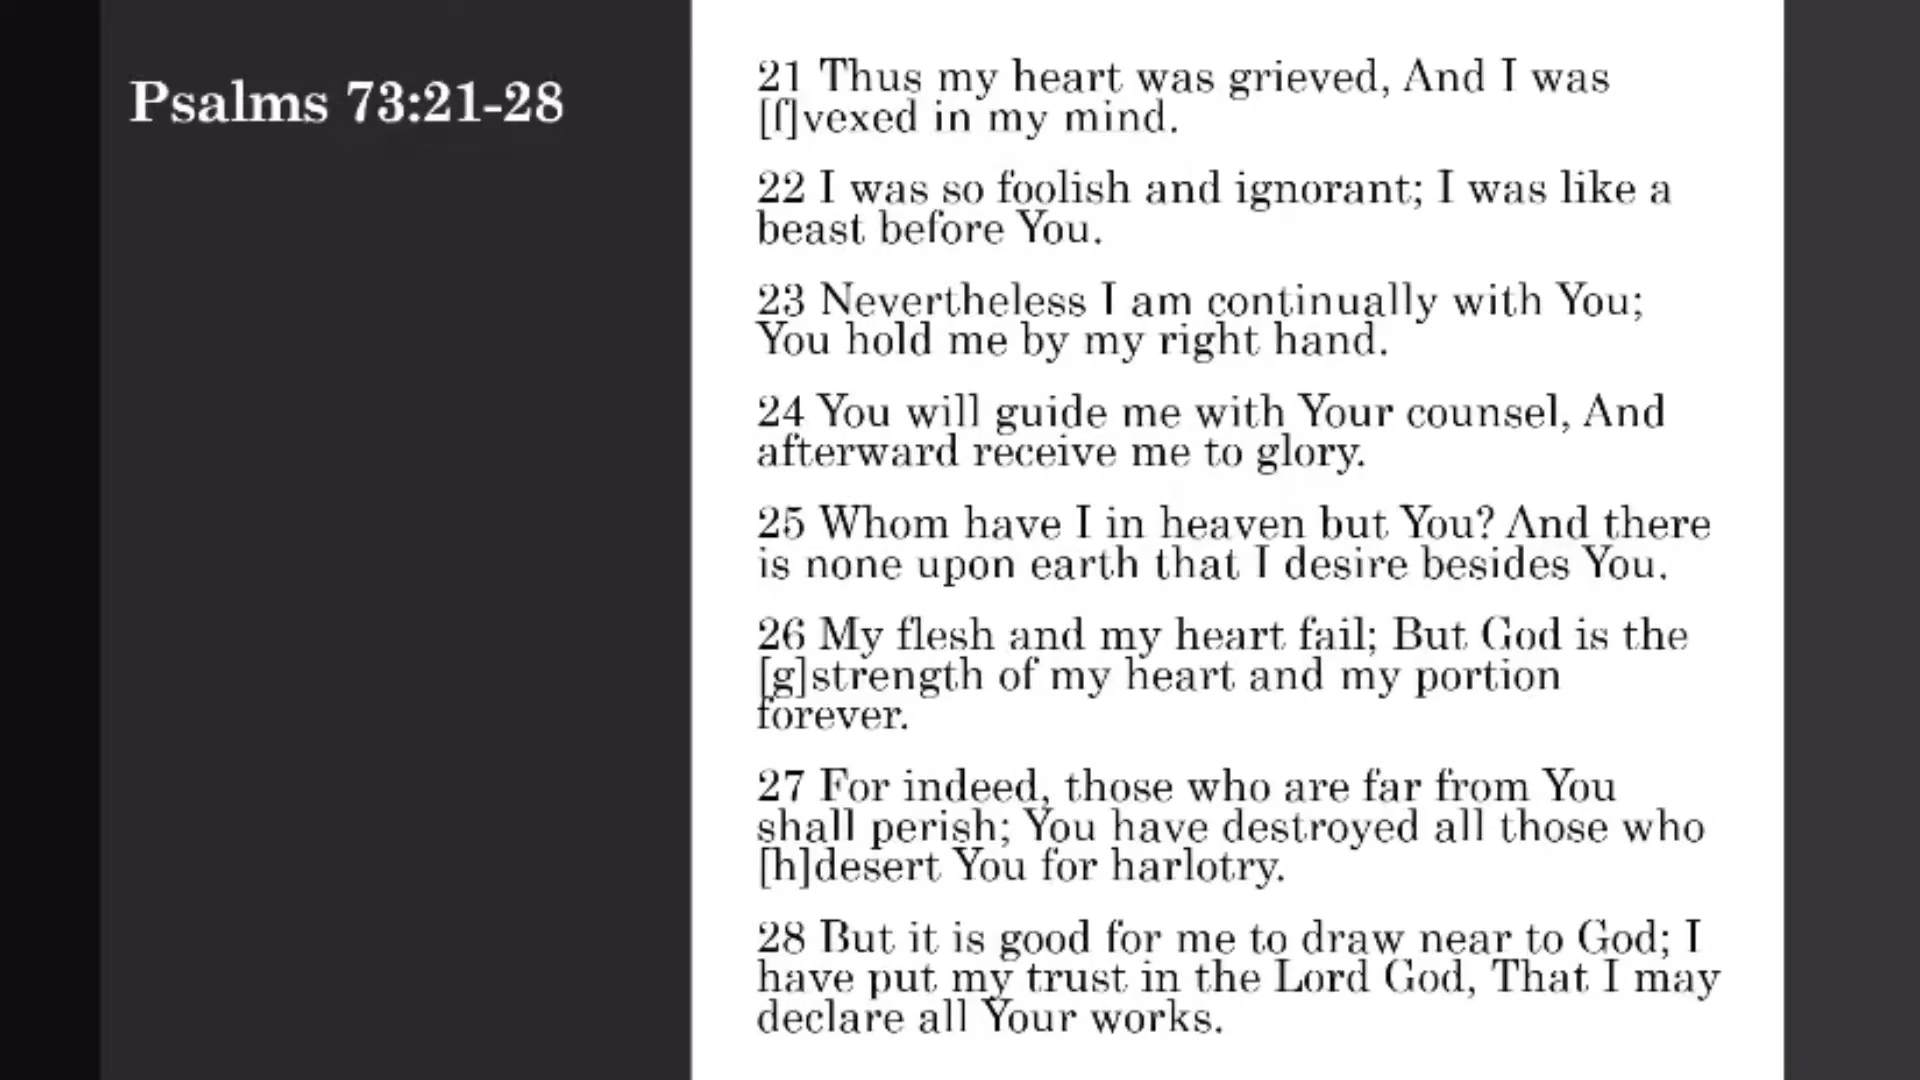 Psalms 73:21-28
21 Thus my heart was grieved, And I was
[f]vexed in my mind.
22 I was so foolish and ignorant; I was like a
beast before You.
23 Nevertheless I am continually with You;
You hold me by my right hand.
24 You will guide me with Your counsel, And
afterward receive me to glory.
25 Whom have I in heaven but You? And there
is none upon earth that I desire besides You.
26 My flesh and my heart fail; But God is the
[g]strength of my heart and my portion
forever.
27 For indeed, those who are far from You
shall perish; You have destroyed all those who
[h]desert You for harlotry.
28 But it is good for me to draw near to God; I
have put my trust in the Lord God, That I may
declare all Your works.